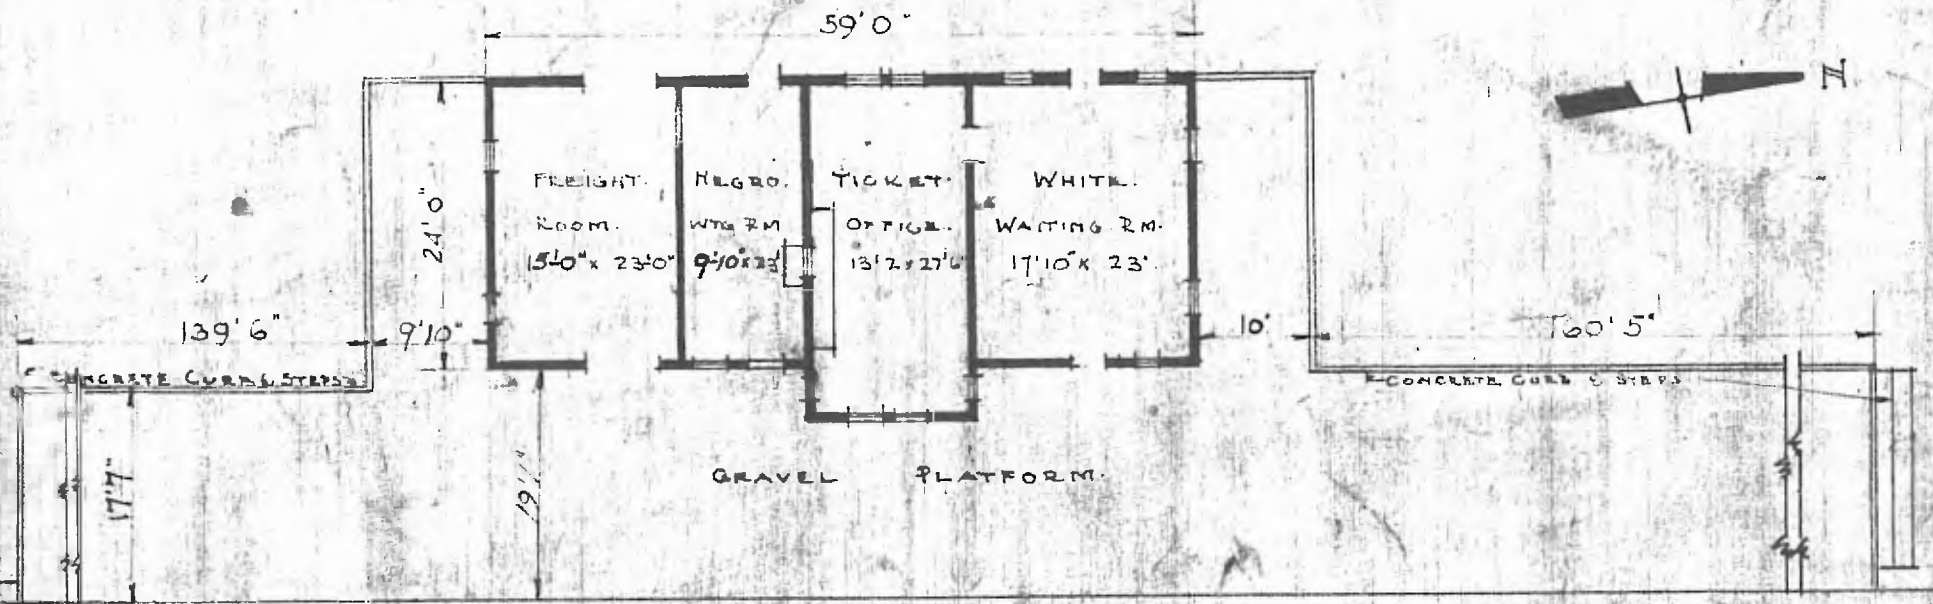 59'0"
N
FREIGHT.
ROOM.
15'-0" x 23'-0"
NEGRO.
WTG RM
9'-10" x 23'
TICKET.
OFFICE.
13'2 x 27'6
WHITE.
WAITING RM.
17'10" x 23'
24'0"
139'6"
9'10"
10'
160'5"
CONCRETE CURB & STEPS
CONCRETE CURB & STEPS
17'7"
19'1"
GRAVEL PLATFORM.